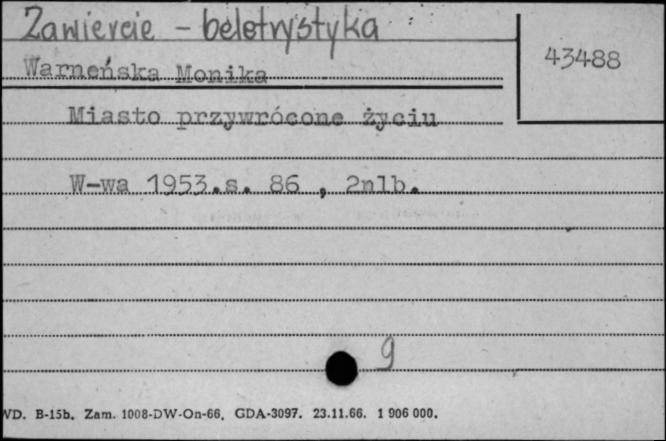 Zawiercie - beletrystyka
43488
Warneńska Monika
Miasto przywrócone życiu
W-wa 1953.s. 86 , 2nlb.
9
WD. B-15b. Zam. 1008-DW-On-66. GDA-3097. 23.11.66. 1 906 000.